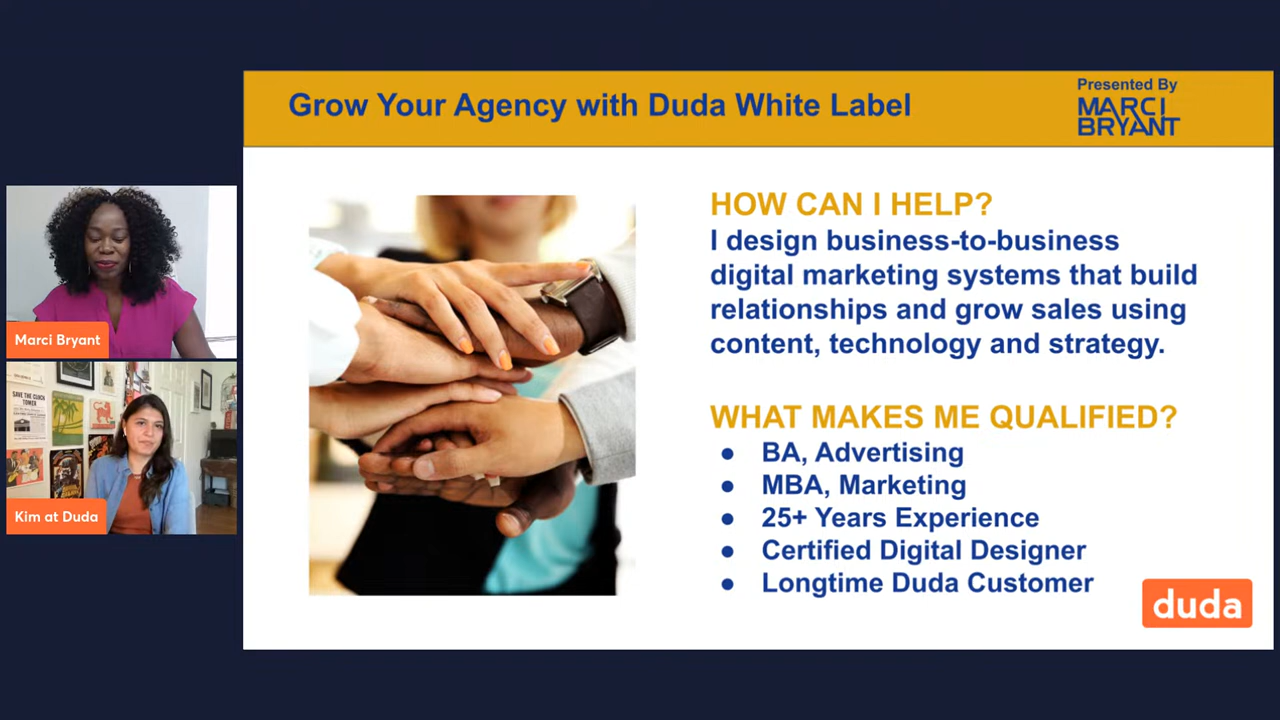 Grow Your Agency with Duda White Label
Presented By
MARCI
BRYANT
HOW CAN I HELP?
I design business-to-business
digital marketing systems that build
relationships and grow sales using
content, technology and strategy.
WHAT MAKES ME QUALIFIED?
● BA, Advertising
● MBA, Marketing
● 25+ Years Experience
● Certified Digital Designer
● Longtime Duda Customer
duda
Marci Bryant
SAVE THE CLOCK
TOWER
Kim at Duda